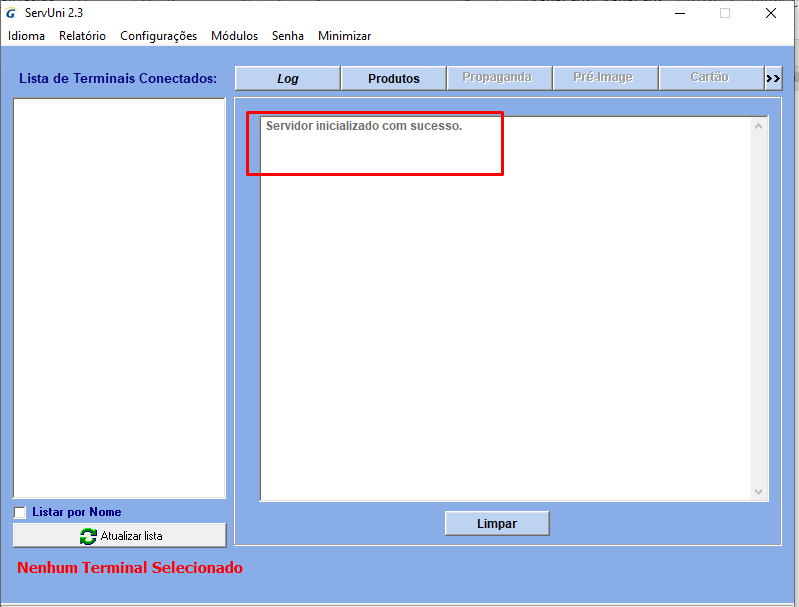 ServUni 2.3
Idioma Relatório Configurações Módulos Senha Minimizar
Lista de Terminais Conectados:
Log Produtos Propaganda Pré-Image Cartão >>
Servidor inicializado com sucesso.
Listar por Nome
Atualizar lista
Limpar
Nenhum Terminal Selecionado